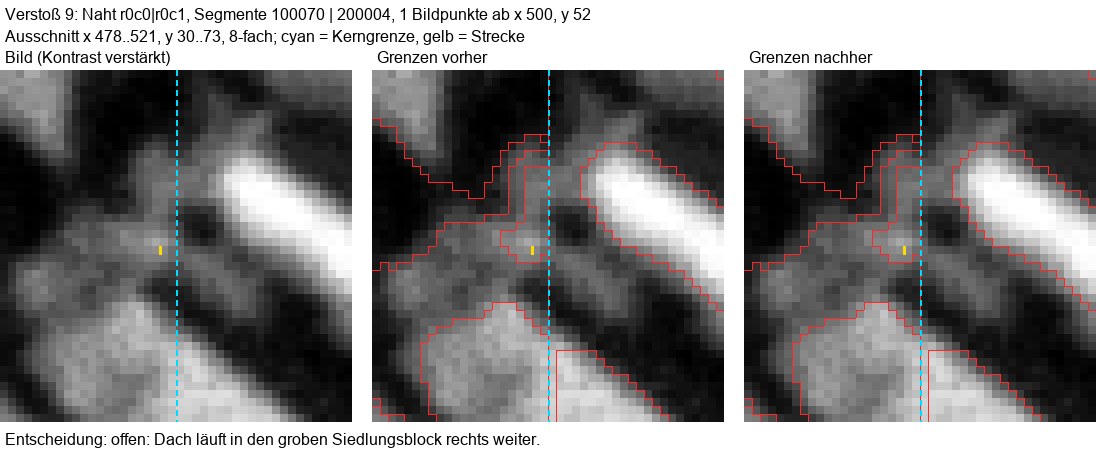 Verstoß 9: Naht r0c0|r0c1, Segmente 100070 | 200004, 1 Bildpunkte ab x 500, y 52
Ausschnitt x 478..521, y 30..73, 8-fach; cyan = Kerngrenze, gelb = Strecke
Bild (Kontrast verstärkt) Grenzen vorher Grenzen nachher
Entscheidung: offen: Dach läuft in den groben Siedlungsblock rechts weiter.